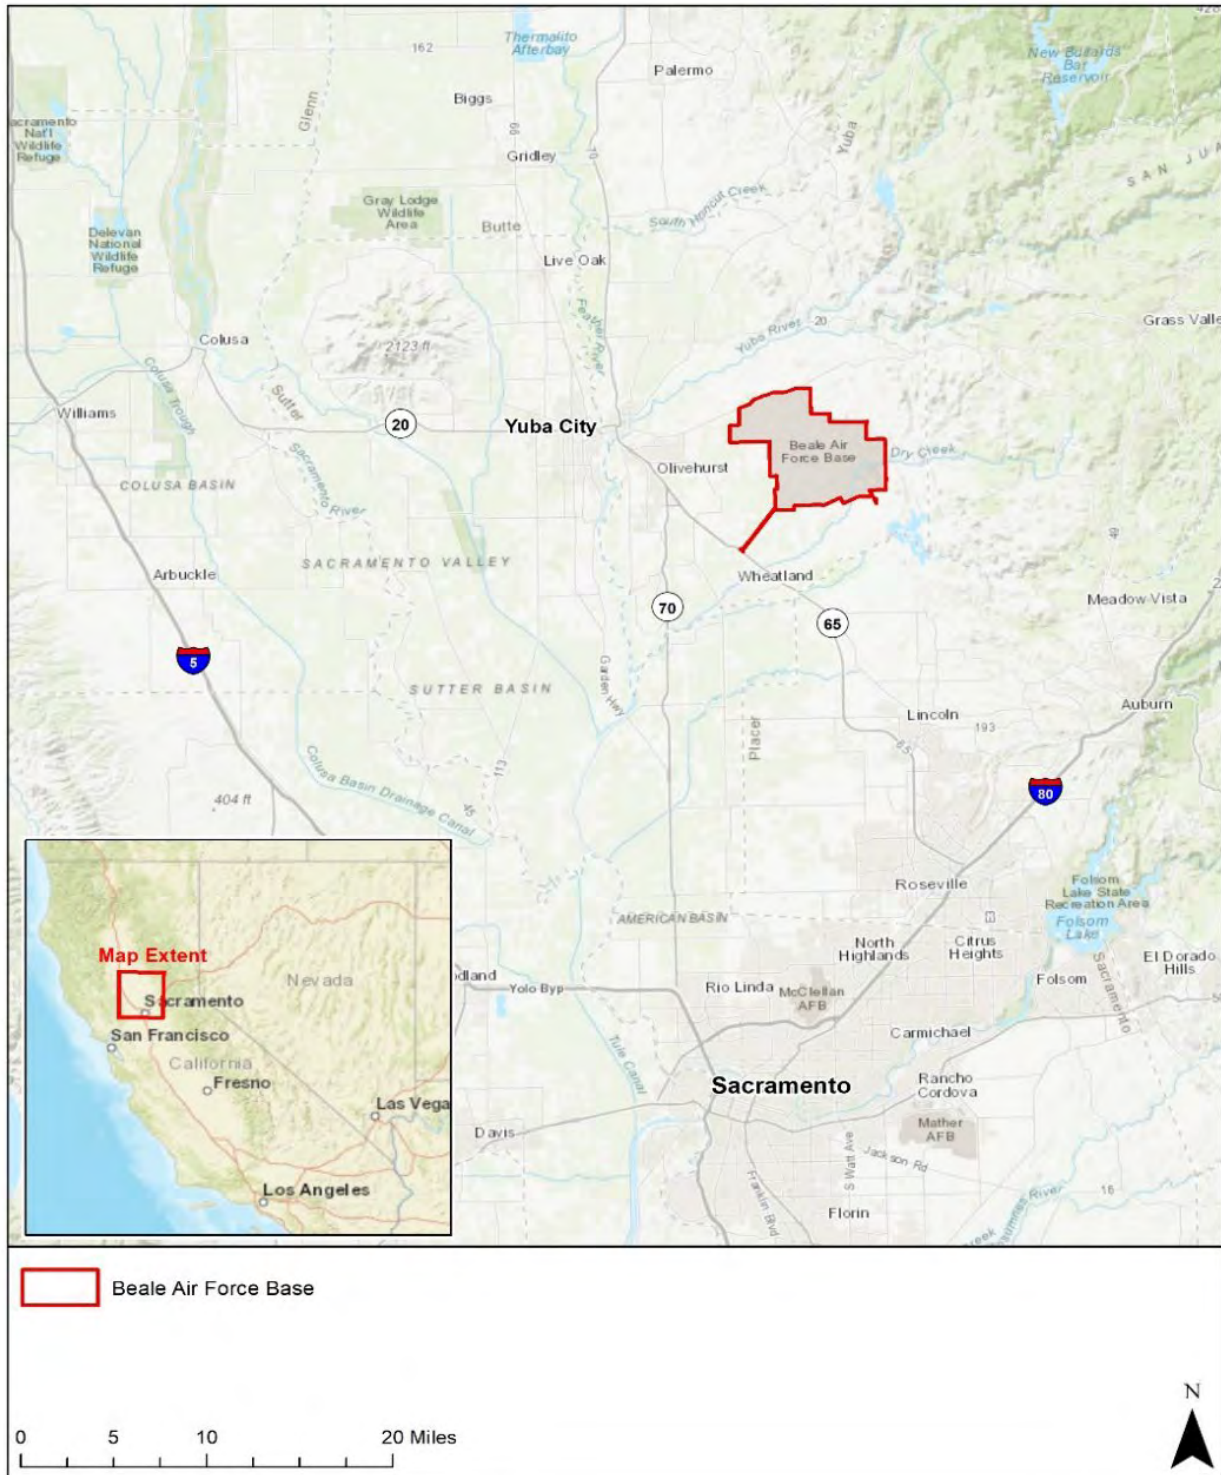 162
Thermalito
Afterbay
Palermo
New Bullards
Bar
Reservoir
Biggs
Glenn
99
Sacramento
Nat'l
Wildlife
Refuge
Gridley
70
Yuba
SAN JUA
Gray Lodge
Wildlife
Area
South Honcut Creek
Butte
Delevan
National
Wildlife
Refuge
Live Oak
Feather River
Grass Valle
Yuba River
20
Colusa
2123 ft
Colusa Trough
Sutter
Williams
20
Yuba City
Beale Air
Force Base
Dry Creek
Olivehurst
Sacramento
River
COLUSA BASIN
49
SACRAMENTO VALLEY
Arbuckle
Wheatland
Meadow Vista
70
65
5
Garden Hwy
SUTTER BASIN
Auburn
Lincoln
193
65
Placer
113
45
Colusa Basin Drainage Canal
80
404 ft
Roseville
Folsom
Lake State
Recreation Area
Folsom
Lake
AMERICAN BASIN
North
Highlands
Citrus
Heights
El Dorado
Hills
Map Extent
Nevada
Sacramento
San Francisco
California
Fresno
Las Vega
Los Angeles
dland
Yolo Byp
Rio Linda
McClellan
AFB
Folsom
Sacramento
Tule Canal
Carmichael
Sacramento
Rancho
Cordova
Davis
Mather
AFB
S Watt Ave
Jackson Rd
Franklin Blvd
Florin
16
Creek
osumnes River
Beale Air Force Base
N
0 5 10 20 Miles